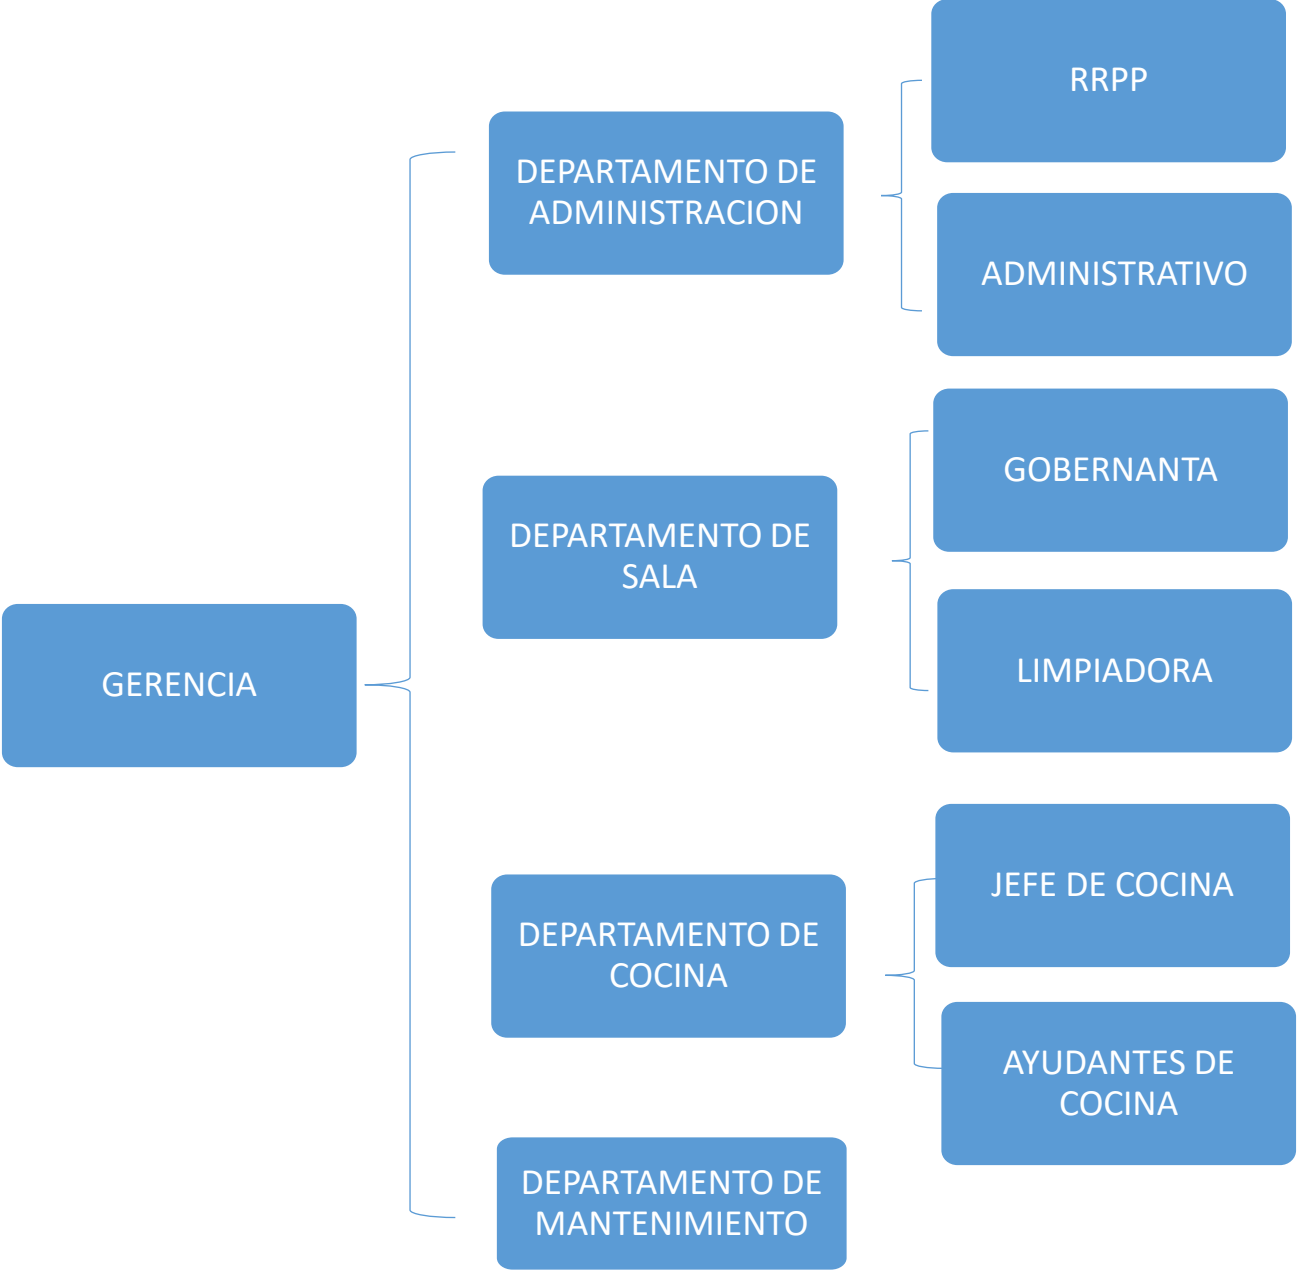 GERENCIA
DEPARTAMENTO DE
ADMINISTRACION
RRPP
ADMINISTRATIVO
DEPARTAMENTO DE
SALA
GOBERNANTA
LIMPIADORA
DEPARTAMENTO DE
COCINA
JEFE DE COCINA
AYUDANTES DE
COCINA
DEPARTAMENTO DE
MANTENIMIENTO